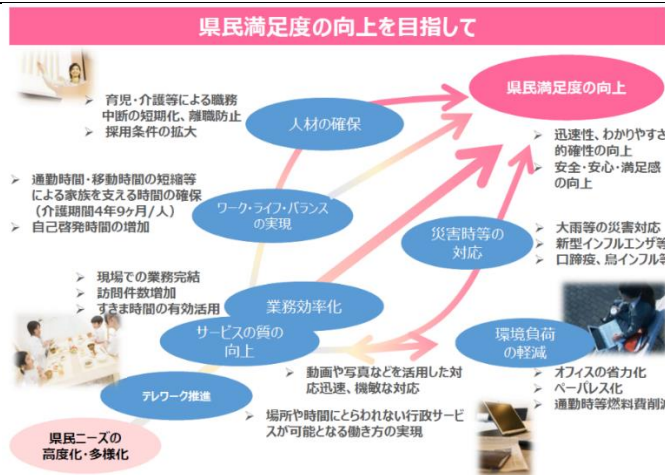 県民満足度の向上を目指して
県民満足度の向上
➢ 迅速性、わかりやすさ
的確性の向上
➢ 安全・安心・満足感
の向上
人材の確保
➢ 育児・介護等による職務
中断の短期化、離職防止
➢ 採用条件の拡大
ワーク・ライフ・バランス
の実現
➢ 通勤時間・移動時間の短縮等
による家族を支える時間の確保
(介護期間4年9ヶ月/人)
➢ 自己啓発時間の増加
災害時等の
対応
➢ 大雨等の災害対応
➢ 新型インフルエンザ等
➢ 口蹄疫、鳥インフル等
業務効率化
➢ 現場での業務完結
➢ 訪問件数増加
➢ すきま時間の有効活用
サービスの質の
向上
➢ 動画や写真などを活用した対
応迅速、機敏な対応
環境負荷
の軽減
➢ オフィスの省力化
➢ ペーパレス化
➢ 通勤時等燃料費削減
テレワーク推進
➢ 場所や時間にとらわれない行政サービ
スが可能となる働き方の実現
県民ニーズの
高度化・多様化